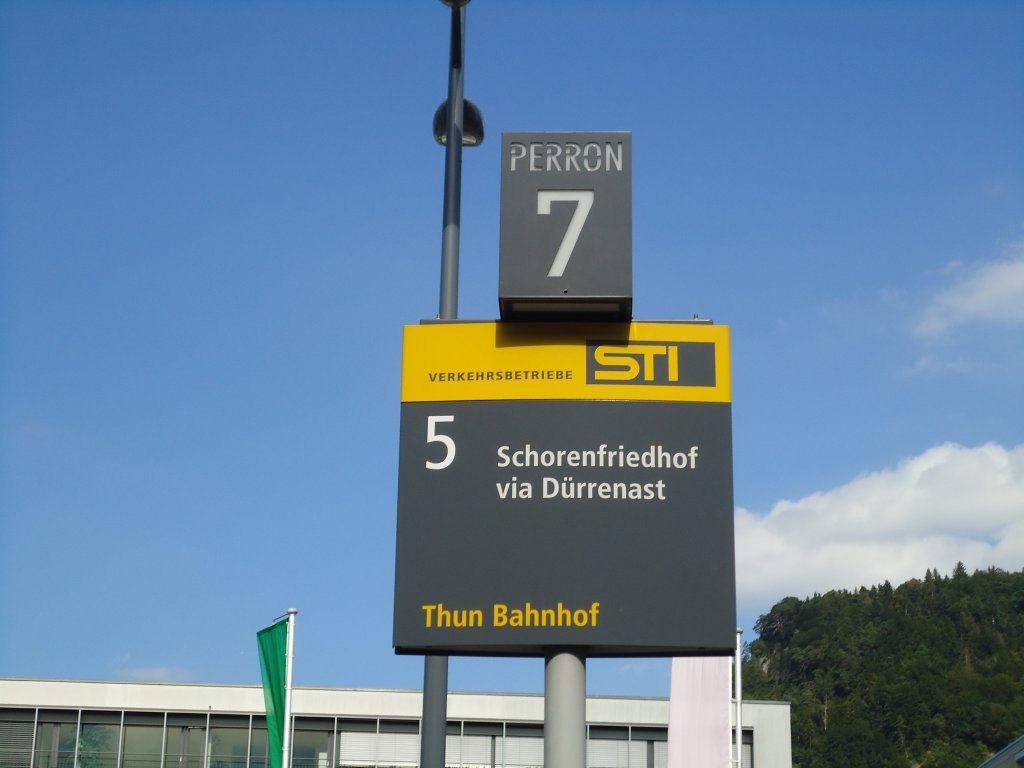 PERRON
7
VERKEHRSBETRIEBE STI
5 Schorenfriedhof
via Dürrenast
Thun Bahnhof